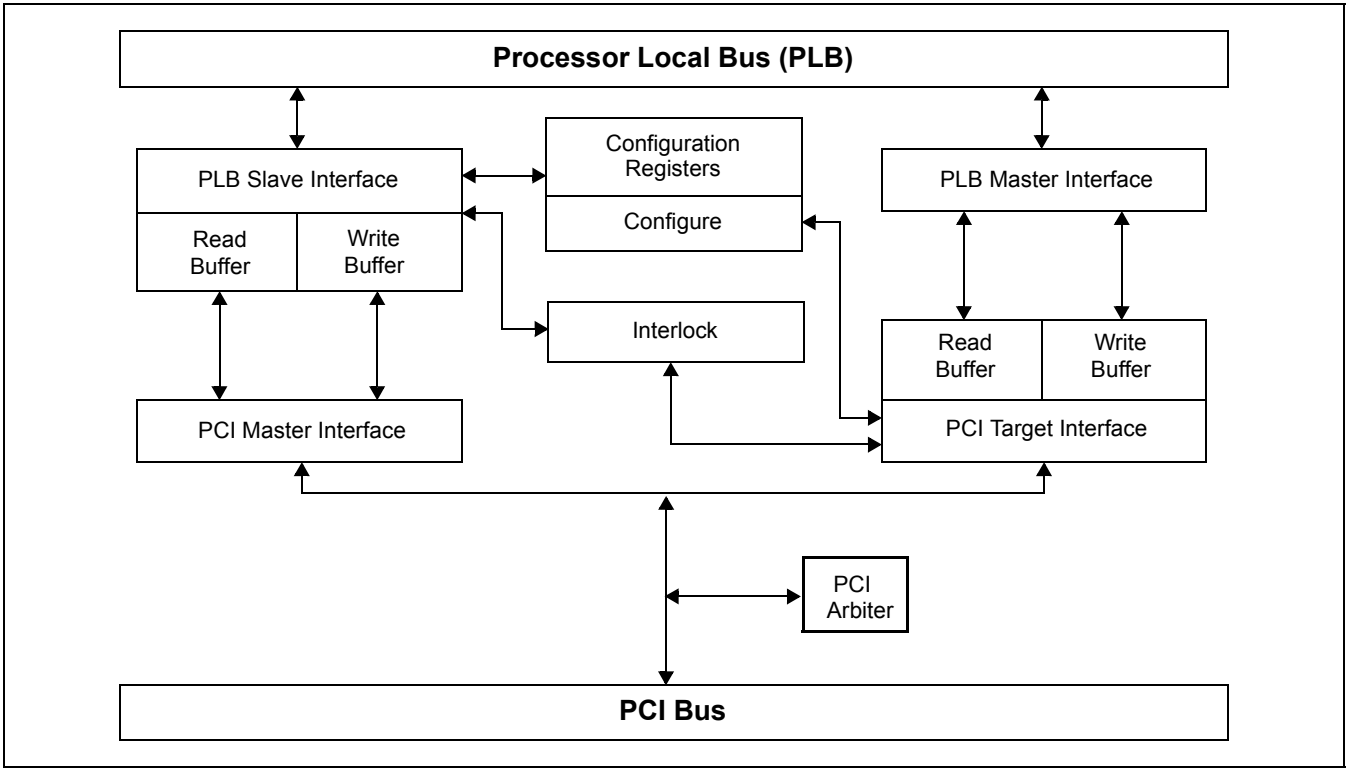 Processor Local Bus (PLB)
Configuration
Registers
PLB Slave Interface
PLB Master Interface
Configure
Read
Buffer
Write
Buffer
Interlock
Read
Buffer
Write
Buffer
PCI Master Interface
PCI Target Interface
PCI
Arbiter
PCI Bus